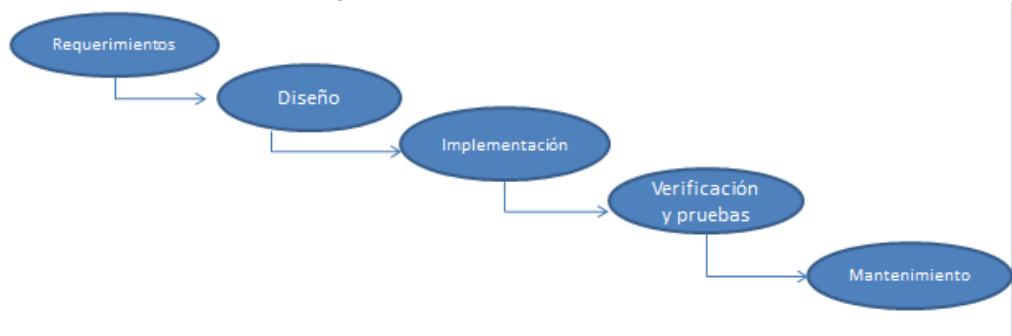 Requerimientos
Diseño
Implementación
Verificación
y pruebas
Mantenimiento